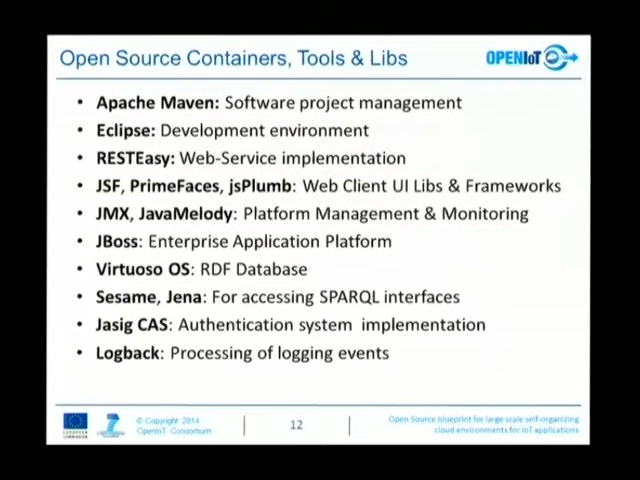 Open Source Containers, Tools & Libs
OPENIoT
• Apache Maven: Software project management
• Eclipse: Development environment
• RESTEasy: Web-Service implementation
• JSF, PrimeFaces, jsPlumb: Web Client UI Libs & Frameworks
• JMX, JavaMelody: Platform Management & Monitoring
• JBoss: Enterprise Application Platform
• Virtuoso OS: RDF Database
• Sesame, Jena: For accessing SPARQL interfaces
• Jasig CAS: Authentication system implementation
• Logback: Processing of logging events
© Copyright 2014
OpenIoT Consortium
12
Open Source blueprint for large scale self-organizing
cloud environments for IoT applications